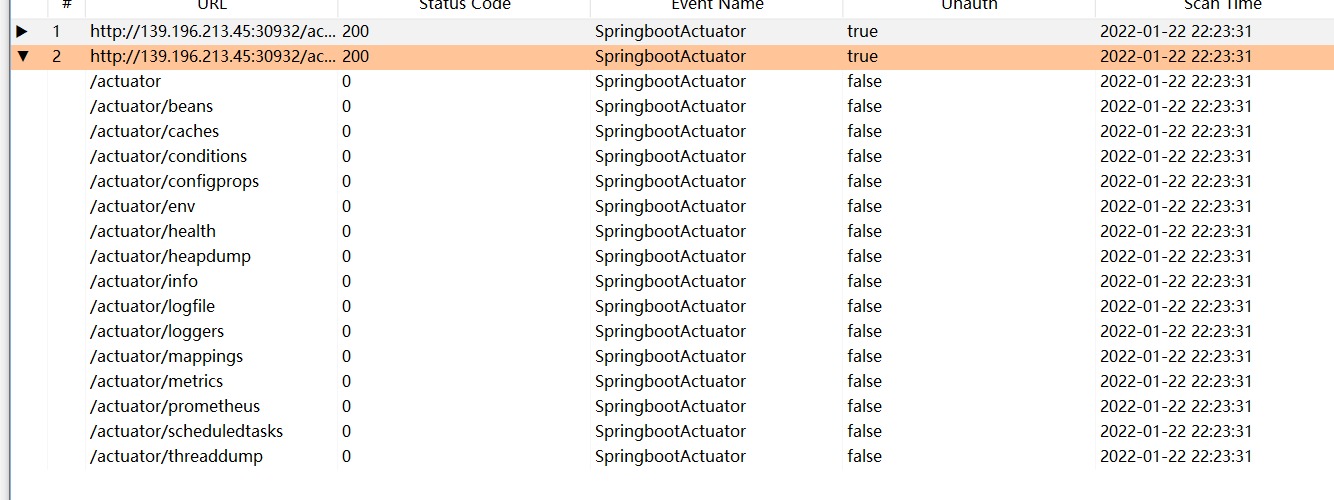 # URL Status Code Event Name Unauth Scan Time
1 http://139.196.213.45:30932/ac... 200 SpringbootActuator true 2022-01-22 22:23:31
2 http://139.196.213.45:30932/ac... 200 SpringbootActuator true 2022-01-22 22:23:31
/actuator 0 SpringbootActuator false 2022-01-22 22:23:31
/actuator/beans 0 SpringbootActuator false 2022-01-22 22:23:31
/actuator/caches 0 SpringbootActuator false 2022-01-22 22:23:31
/actuator/conditions 0 SpringbootActuator false 2022-01-22 22:23:31
/actuator/configprops 0 SpringbootActuator false 2022-01-22 22:23:31
/actuator/env 0 SpringbootActuator false 2022-01-22 22:23:31
/actuator/health 0 SpringbootActuator false 2022-01-22 22:23:31
/actuator/heapdump 0 SpringbootActuator false 2022-01-22 22:23:31
/actuator/info 0 SpringbootActuator false 2022-01-22 22:23:31
/actuator/logfile 0 SpringbootActuator false 2022-01-22 22:23:31
/actuator/loggers 0 SpringbootActuator false 2022-01-22 22:23:31
/actuator/mappings 0 SpringbootActuator false 2022-01-22 22:23:31
/actuator/metrics 0 SpringbootActuator false 2022-01-22 22:23:31
/actuator/prometheus 0 SpringbootActuator false 2022-01-22 22:23:31
/actuator/scheduledtasks 0 SpringbootActuator false 2022-01-22 22:23:31
/actuator/threaddump 0 SpringbootActuator false 2022-01-22 22:23:31